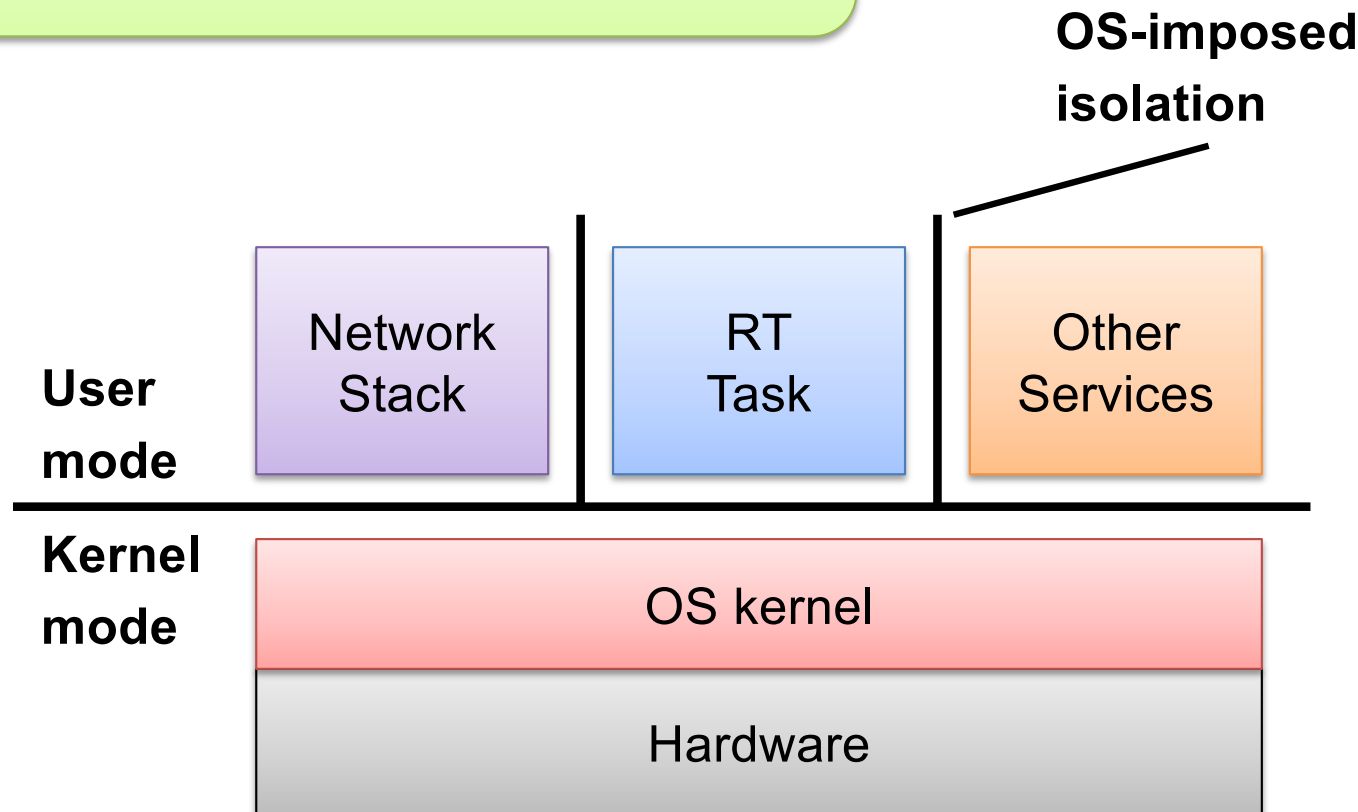 OS-imposed
isolation
Network
Stack
RT
Task
Other
Services
User
mode
Kernel
mode
OS kernel
Hardware